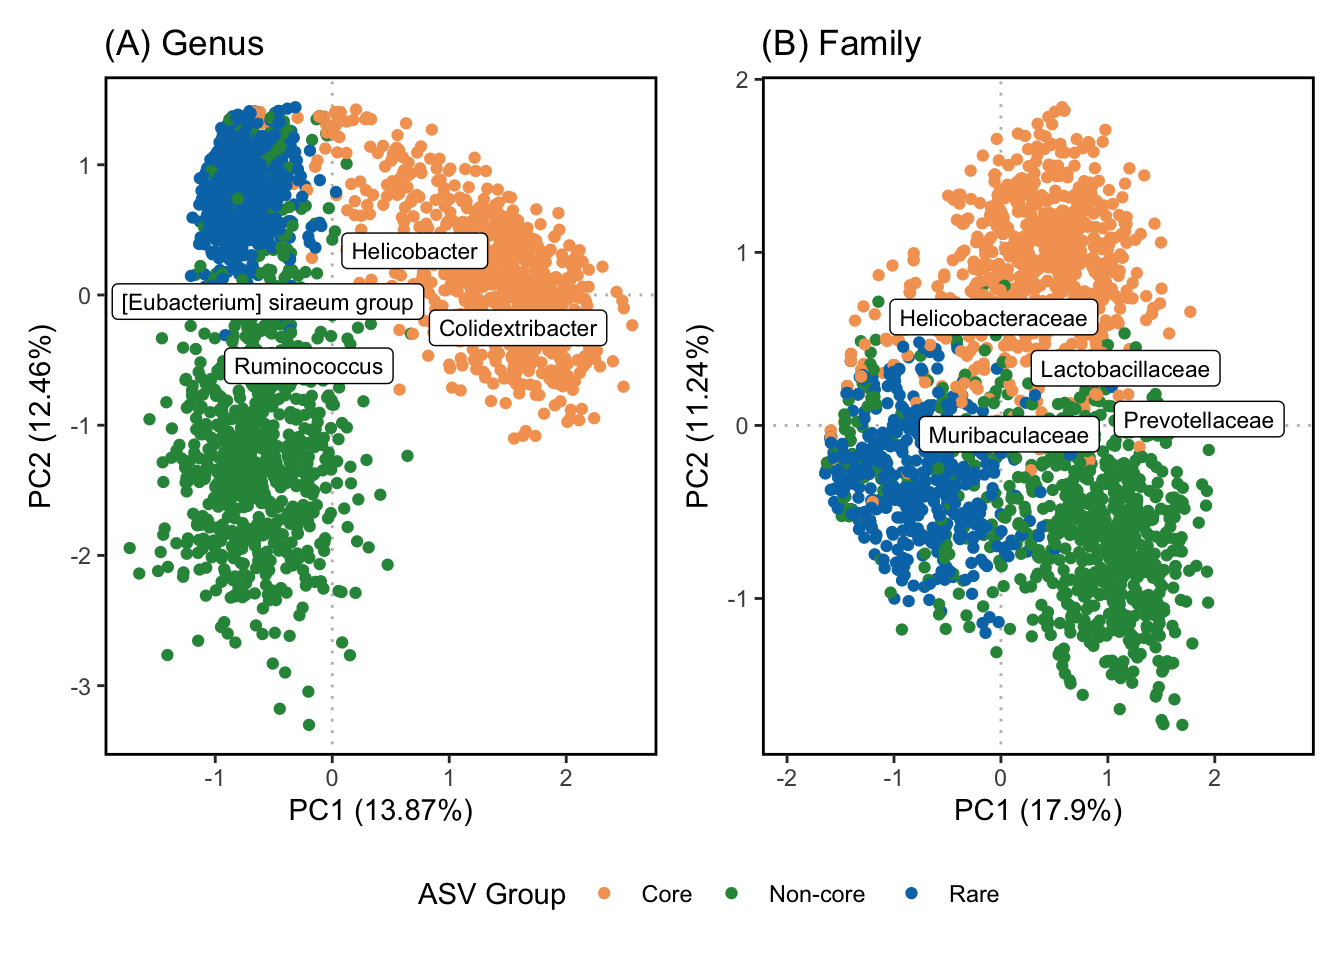 (A) Genus
(B) Family
PC2 (12.46%)
1
0
-1
-2
-3
Helicobacter
[Eubacterium] siraeum group
Colidextribacter
Ruminococcus
-1
0
1
2
PC1 (13.87%)
PC2 (11.24%)
2
1
0
-1
Helicobacteraceae
Lactobacillaceae
Prevotellaceae
Muribaculaceae
-2
-1
0
1
2
PC1 (17.9%)
ASV Group
Core
Non-core
Rare